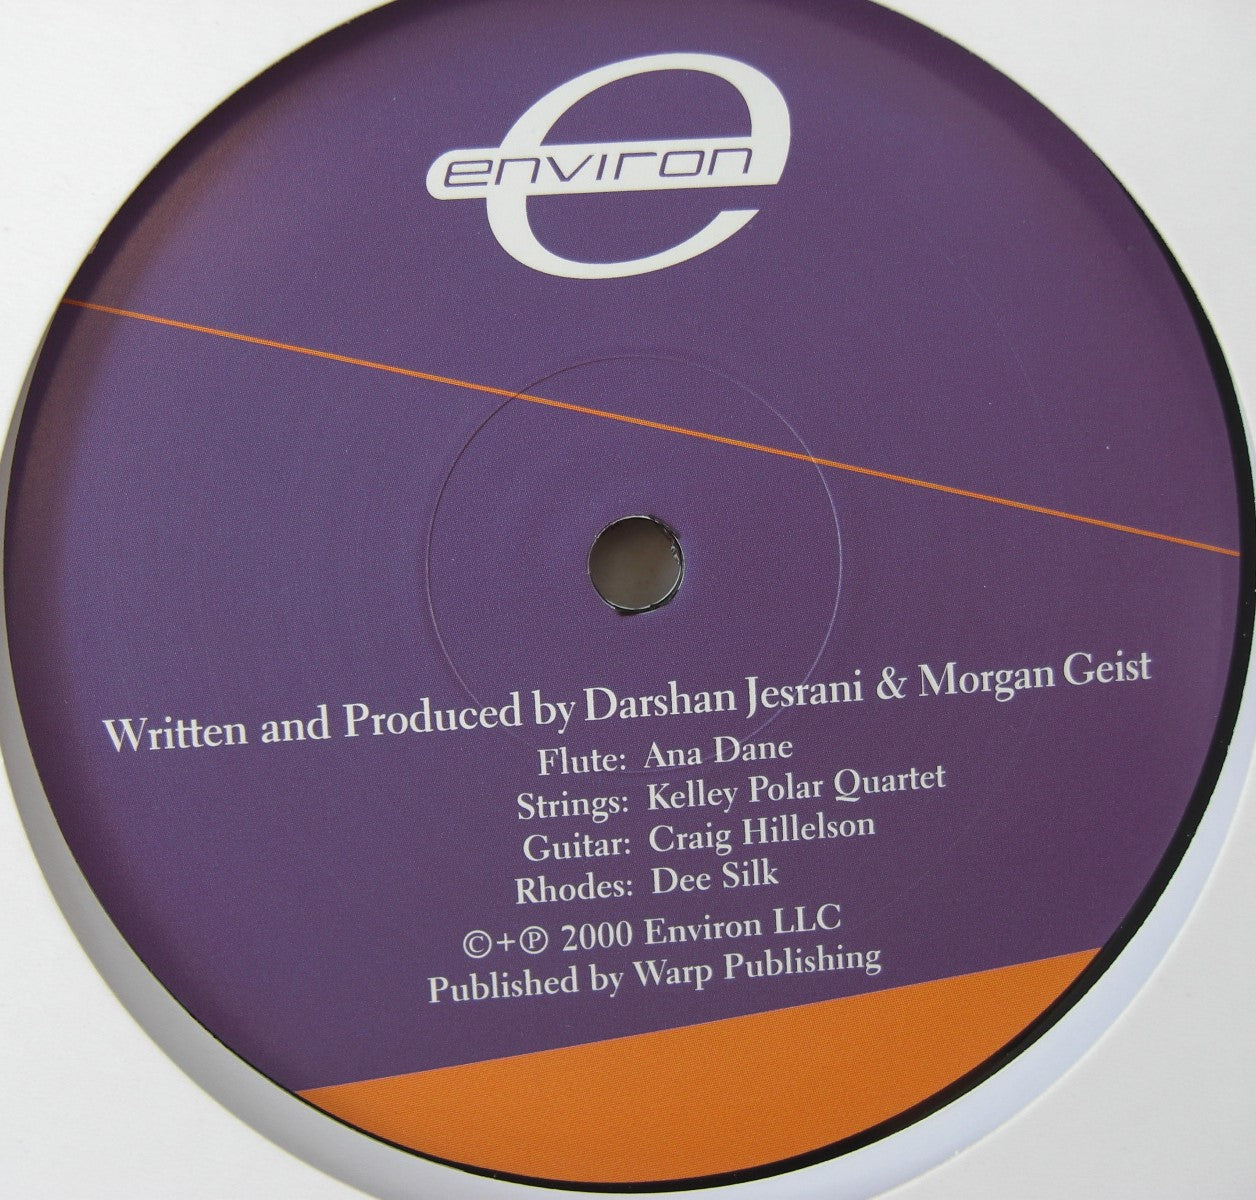 environ
Written and Produced by Darshan Jesrani & Morgan Geist
Flute: Ana Dane
Strings: Kelley Polar Quartet
Guitar: Craig Hillelson
Rhodes: Dee Silk
©+℗ 2000 Environ LLC
Published by Warp Publishing